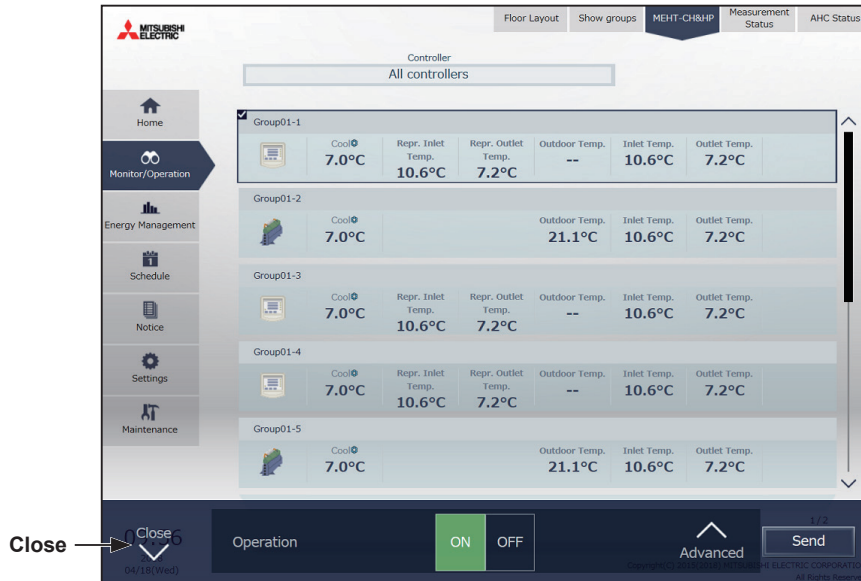 MITSUBISHI
ELECTRIC
Floor Layout
Show groups
MEHT-CH&HP
Measurement
Status
AHC Status
Controller
All controllers
Home
Monitor/Operation
Energy Management
Schedule
Notice
Settings
Maintenance
Group01-1
Cool
7.0°C
Repr. Inlet
Temp.
10.6°C
Repr. Outlet
Temp.
7.2°C
Outdoor Temp.
--
Inlet Temp.
10.6°C
Outlet Temp.
7.2°C
Group01-2
Cool
7.0°C
Outdoor Temp.
21.1°C
Inlet Temp.
10.6°C
Outlet Temp.
7.2°C
Group01-3
Cool
7.0°C
Repr. Inlet
Temp.
10.6°C
Repr. Outlet
Temp.
7.2°C
Outdoor Temp.
--
Inlet Temp.
10.6°C
Outlet Temp.
7.2°C
Group01-4
Cool
7.0°C
Repr. Inlet
Temp.
10.6°C
Repr. Outlet
Temp.
7.2°C
Outdoor Temp.
--
Inlet Temp.
10.6°C
Outlet Temp.
7.2°C
Group01-5
Cool
7.0°C
Outdoor Temp.
21.1°C
Inlet Temp.
10.6°C
Outlet Temp.
7.2°C
Close
Close
04/18(Wed)
Operation
ON
OFF
Advanced
1/2
Send
All Rights Reserved